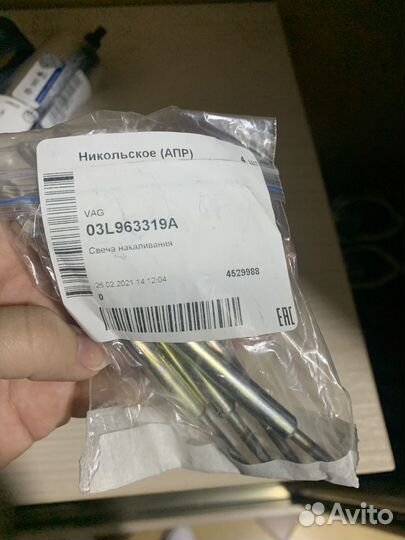 Никольское (АПР)
4 шт
VAG
03L963319A
Свеча накаливания
26.02.2021 14:12:04
4529988
0
EAC
Avito